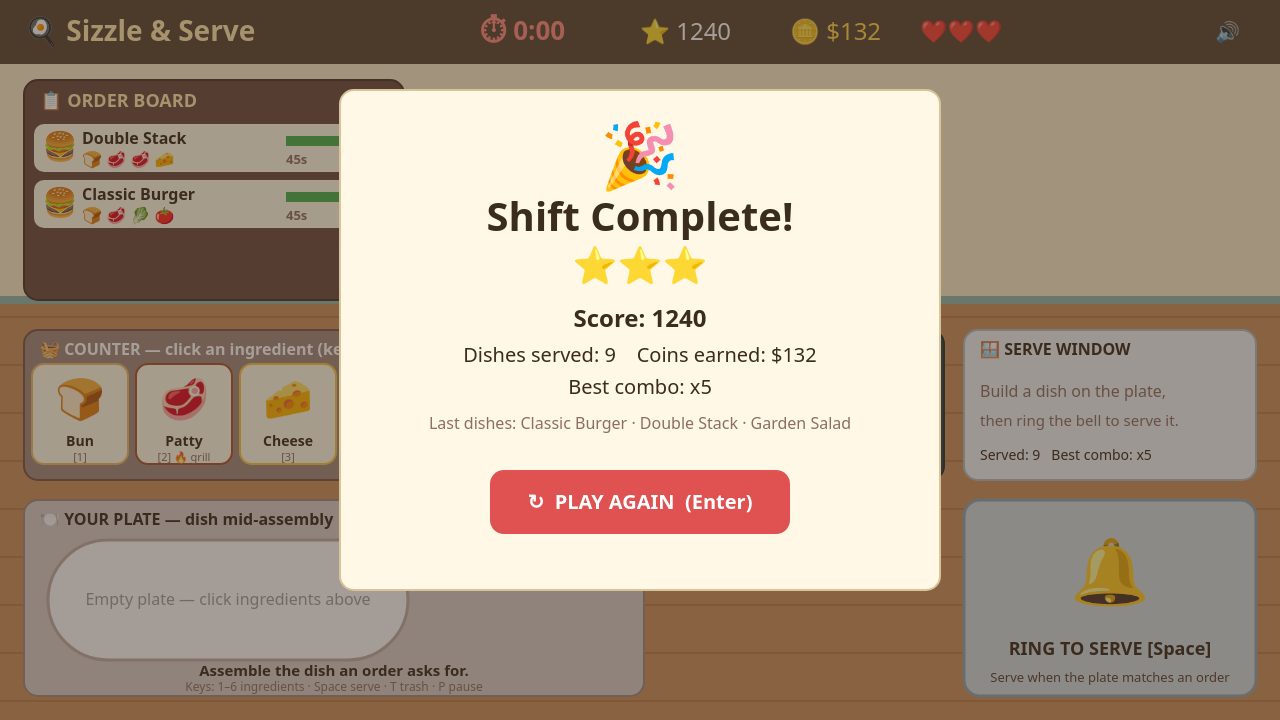 Sizzle & Serve
0:00
1240
$132
ORDER BOARD
Double Stack
45s
Classic Burger
45s
Shift Complete!
Score: 1240
Dishes served: 9 Coins earned: $132
Best combo: x5
Last dishes: Classic Burger · Double Stack · Garden Salad
↻ PLAY AGAIN (Enter)
COUNTER — click an ingredient (ke
Bun
[1]
Patty
[2] 🔥 grill
Cheese
[3]
SERVE WINDOW
Build a dish on the plate,
then ring the bell to serve it.
Served: 9 Best combo: x5
YOUR PLATE — dish mid-assembly
Empty plate — click ingredients above
Assemble the dish an order asks for.
Keys: 1–6 ingredients · Space serve · T trash · P pause
RING TO SERVE [Space]
Serve when the plate matches an order